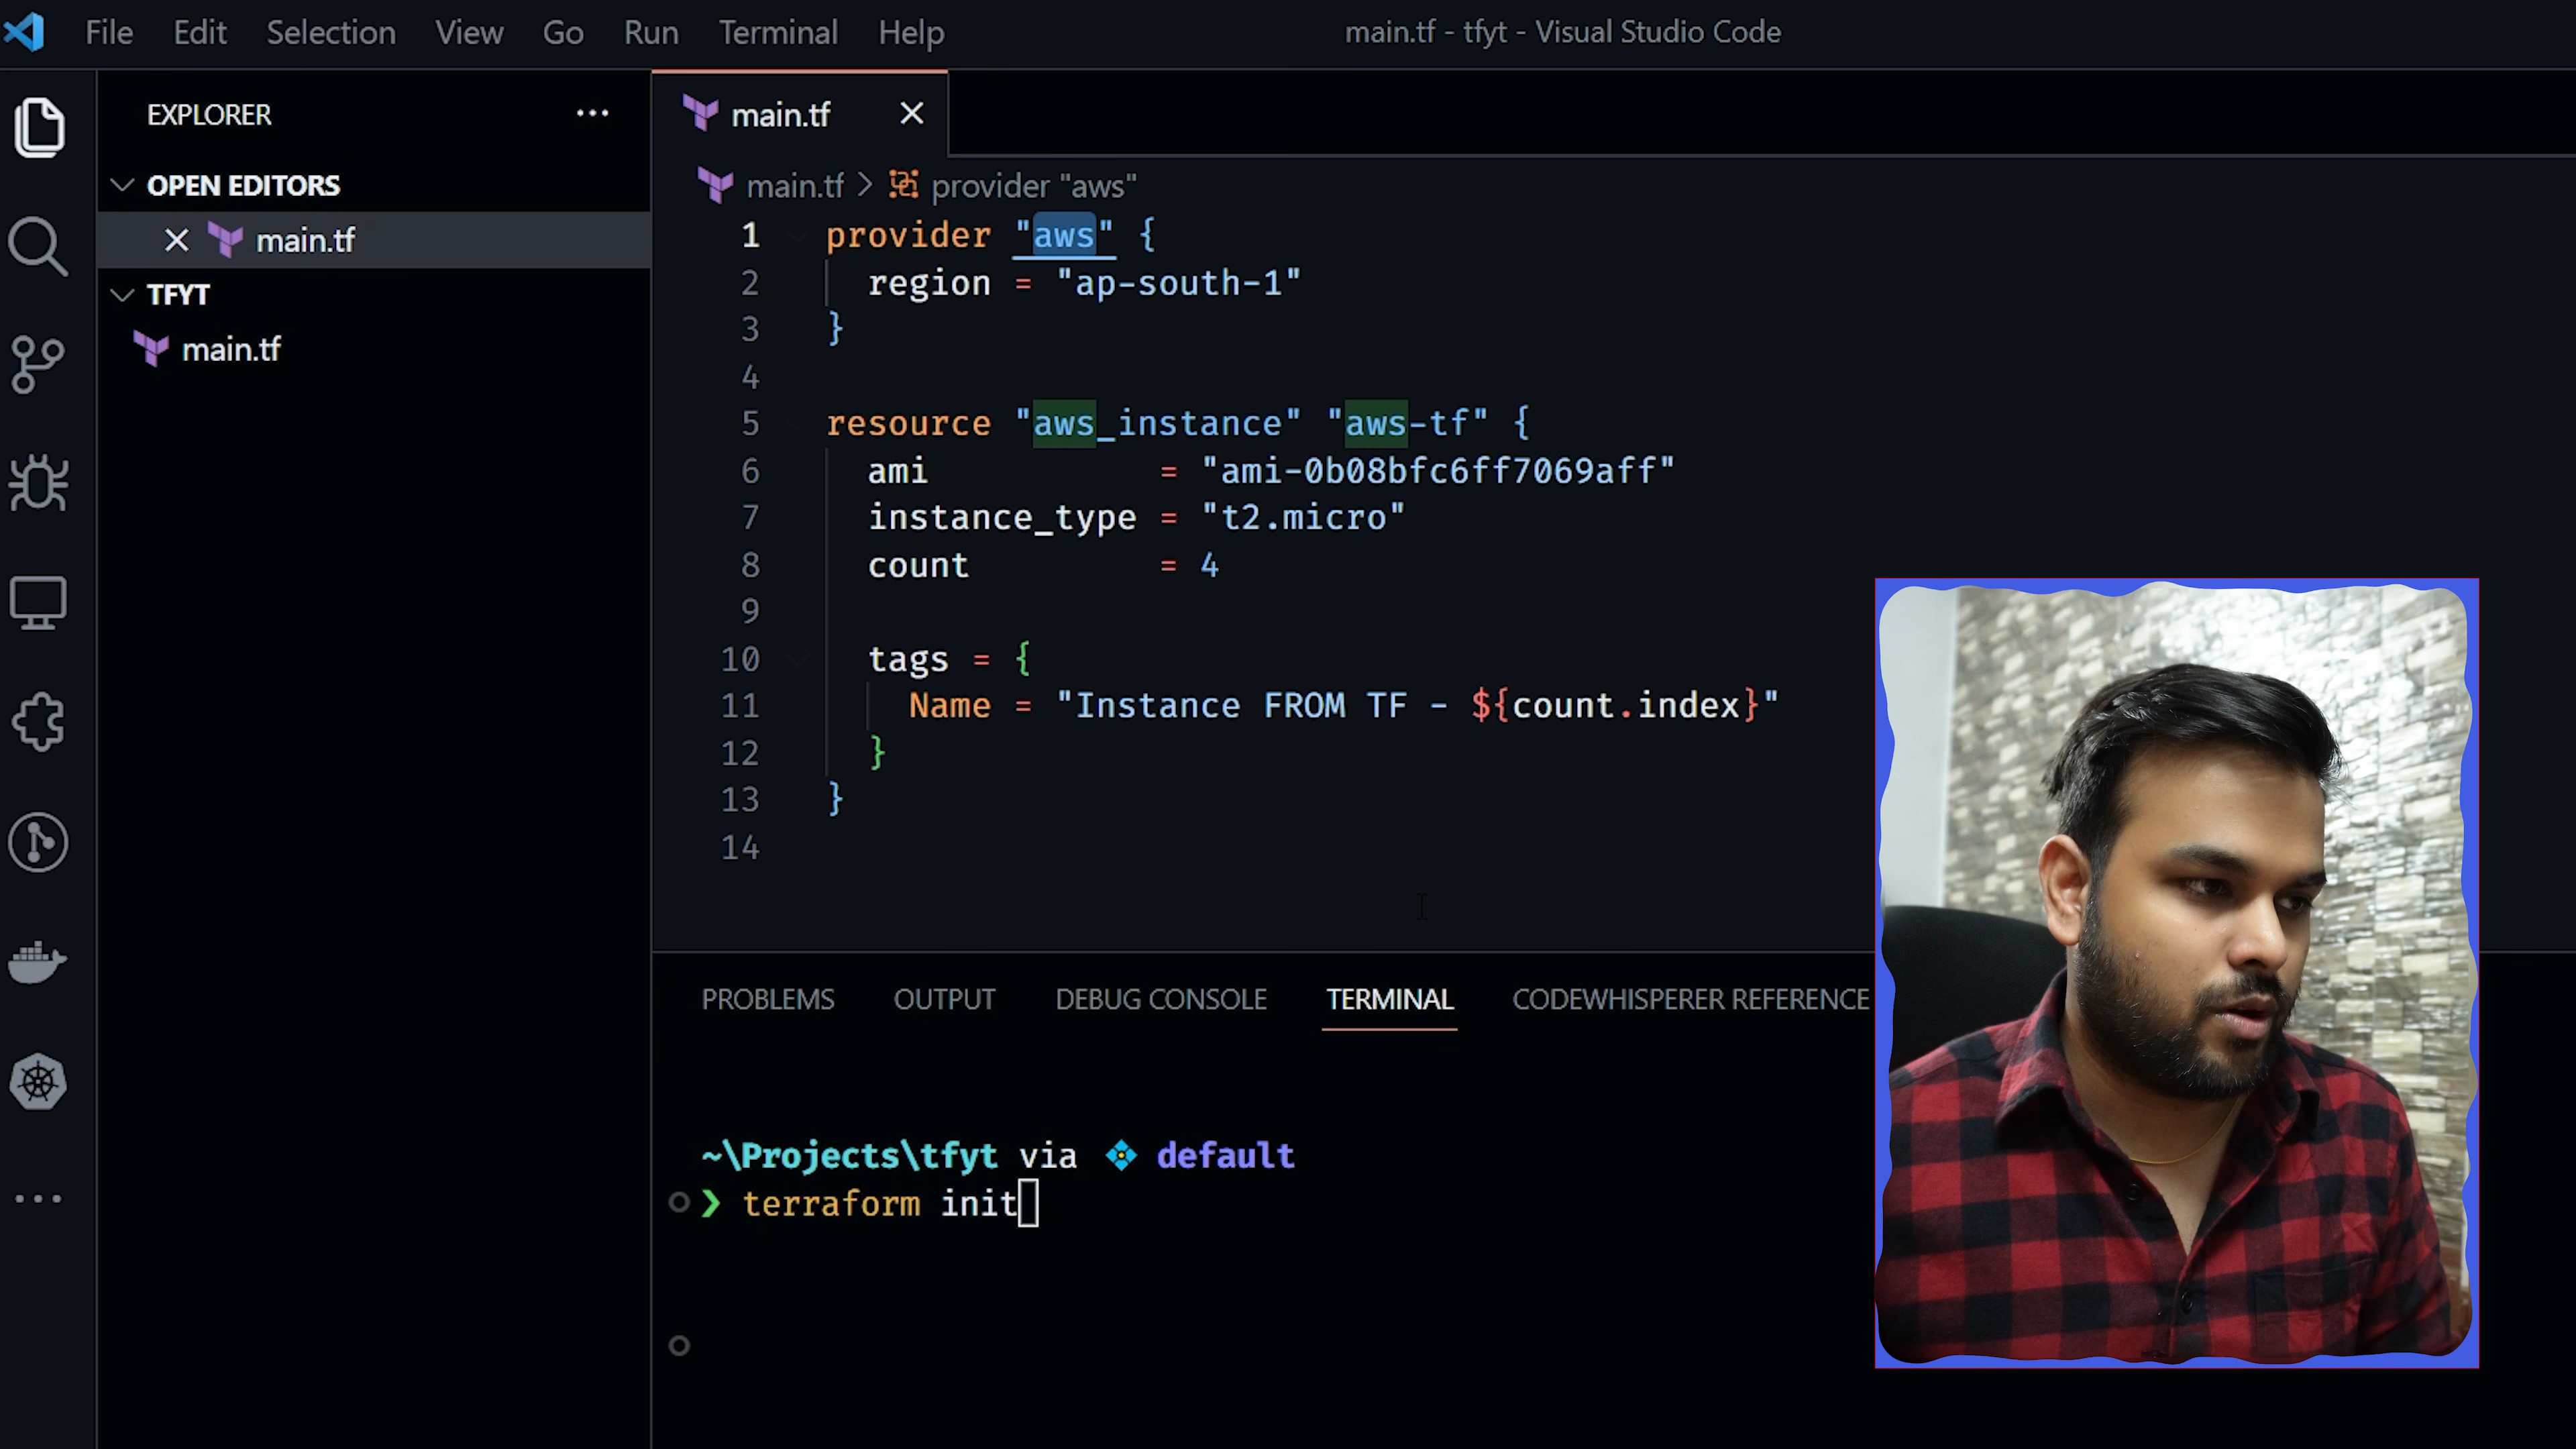 File Edit Selection View Go Run Terminal Help
main.tf - tfyt - Visual Studio Code
EXPLORER
OPEN EDITORS
main.tf
TFYT
main.tf
main.tf
main.tf > provider "aws"
1 provider "aws" {
2 region = "ap-south-1"
3 }
4
5 resource "aws_instance" "aws-tf" {
6 ami = "ami-0b08bfc6ff7069aff"
7 instance_type = "t2.micro"
8 count = 4
9
10 tags = {
11 Name = "Instance FROM TF - ${count.index}"
12 }
13 }
14
PROBLEMS OUTPUT DEBUG CONSOLE TERMINAL CODEWHISPERER REFERENCE
~\Projects\tfyt via default
❯ terraform init